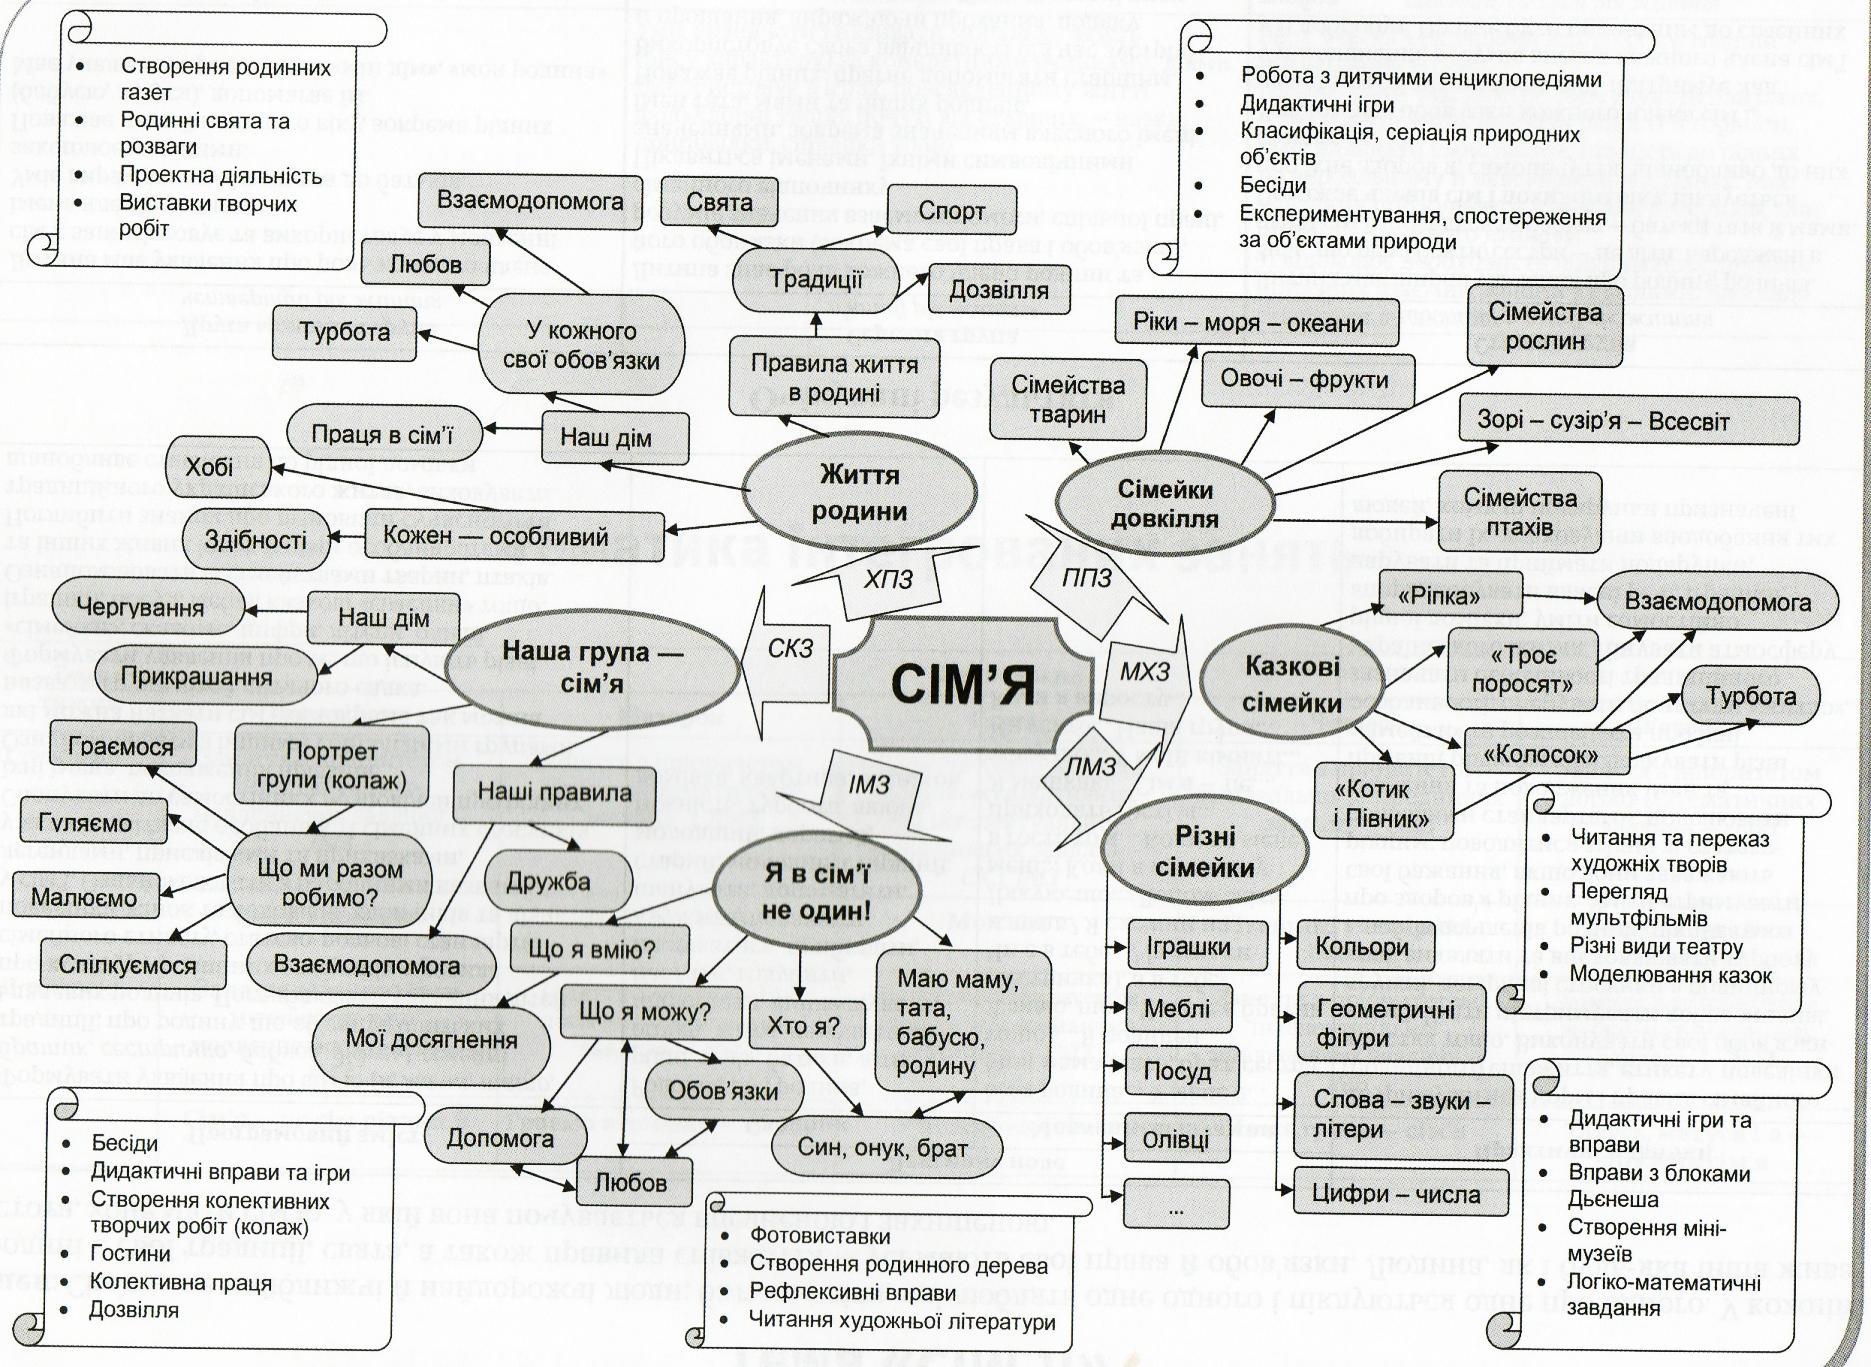 • Створення родинних
газет
• Родинні свята та
розваги
• Проектна діяльність
• Виставки творчих
робіт
• Робота з дитячими енциклопедіями
• Дидактичні ігри
• Класифікація, серіація природних
об’єктів
• Бесіди
• Експериментування, спостереження
за об’єктами природи
Взаємодопомога
Свята
Спорт
Любов
Традиції
Дозвілля
Турбота
У кожного
свої обов’язки
Правила життя
в родині
Праця в сім’ї
Наш дім
Хобі
Здібності
Кожен — особливий
Життя
родини
Ріки – моря – океани
Сімейства
рослин
Сімейства
тварин
Овочі – фрукти
Зорі – сузір’я – Всесвіт
Сімейки
довкілля
Сімейства
птахів
ХПЗ
ППЗ
СКЗ
СІМ’Я
МХЗ
ІМЗ
ЛМЗ
Чергування
Наш дім
Прикрашання
Наша група —
сім’я
Граємося
Портрет
групи (колаж)
Наші правила
Гуляємо
Малюємо
Що ми разом
робимо?
Дружба
Спілкуємося
Взаємодопомога
Казкові
сімейки
«Ріпка»
Взаємодопомога
«Троє
поросят»
Турбота
«Колосок»
«Котик
і Півник»
Я в сім’ї
не один!
Що я вмію?
Що я можу?
Хто я?
Маю маму,
тата,
бабусю,
родину
Мої досягнення
Обов’язки
Допомога
Любов
Син, онук, брат
Різні
сімейки
Іграшки
Кольори
Меблі
Геометричні
фігури
Посуд
Слова – звуки –
літери
Олівці
Цифри – числа
...
• Читання та переказ
художніх творів
• Перегляд
мультфільмів
• Різні види театру
• Моделювання казок
• Бесіди
• Дидактичні вправи та ігри
• Створення колективних
творчих робіт (колаж)
• Гостини
• Колективна праця
• Дозвілля
• Фотовиставки
• Створення родинного дерева
• Рефлексивні вправи
• Читання художньої літератури
• Дидактичні ігри та
вправи
• Вправи з блоками
Дьєнеша
• Створення міні-
музеїв
• Логіко-математичні
завдання